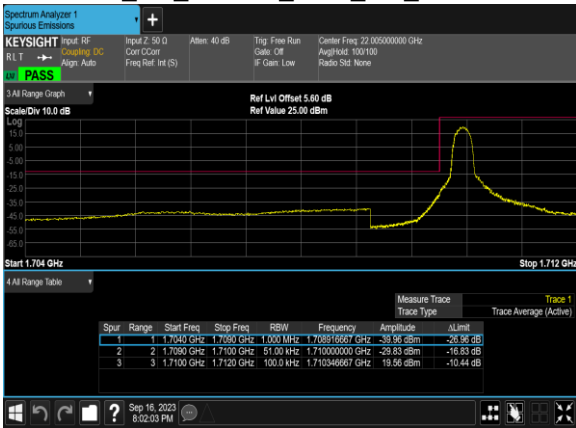 Spectrum Analyzer 1
Spurious Emissions
KEYSIGHT Input: RF Input Z: 50 Ω Atten: 40 dB Trig: Free Run Center Freq: 22.005000000 GHz
RLT Coupling: DC Corr CCorr Gate: Off Avg|Hold: 100/100
Align: Auto Freq Ref: Int (S) IF Gain: Low Radio Std: None
PASS
3 All Range Graph
Ref Lvl Offset 5.60 dB
Scale/Div 10.0 dB Ref Value 25.00 dBm
Log
15.0
5.00
-5.00
-15.0
-25.0
-35.0
-45.0
-55.0
-65.0
Start 1.704 GHz Stop 1.712 GHz
4 All Range Table
Measure Trace Trace 1
Trace Type Trace Average (Active)
Spur Range Start Freq Stop Freq RBW Frequency Amplitude ΔLimit
1 1 1.7040 GHz 1.7090 GHz 1.000 MHz 1.708916667 GHz -39.96 dBm -26.96 dB
2 2 1.7090 GHz 1.7100 GHz 51.00 kHz 1.710000000 GHz -29.83 dBm -16.83 dB
3 3 1.7100 GHz 1.7120 GHz 100.0 kHz 1.710346667 GHz 19.56 dBm -10.44 dB
Sep 16, 2023
8:02:03 PM